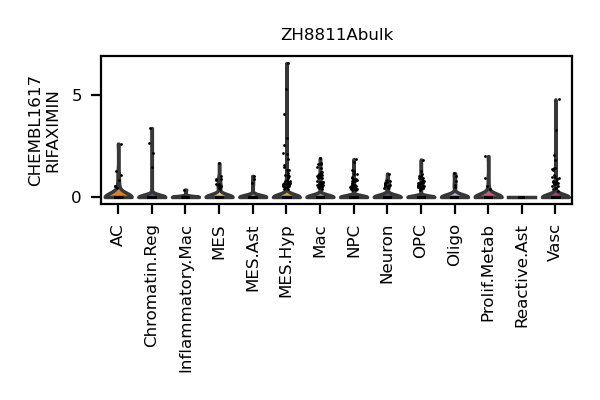 ZH8811Abulk
CHEMBL1617
RIFAXIMIN
5
0
AC
Chromatin.Reg
Inflammatory.Mac
MES
MES.Ast
MES.Hyp
Mac
NPC
Neuron
OPC
Oligo
Prolif.Metab
Reactive.Ast
Vasc